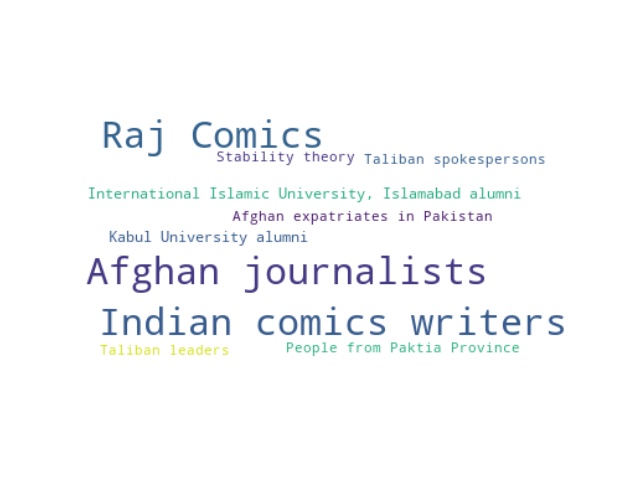 Raj Comics
Stability theory
Taliban spokespersons
International Islamic University, Islamabad alumni
Afghan expatriates in Pakistan
Kabul University alumni
Afghan journalists
Indian comics writers
Taliban leaders
People from Paktia Province